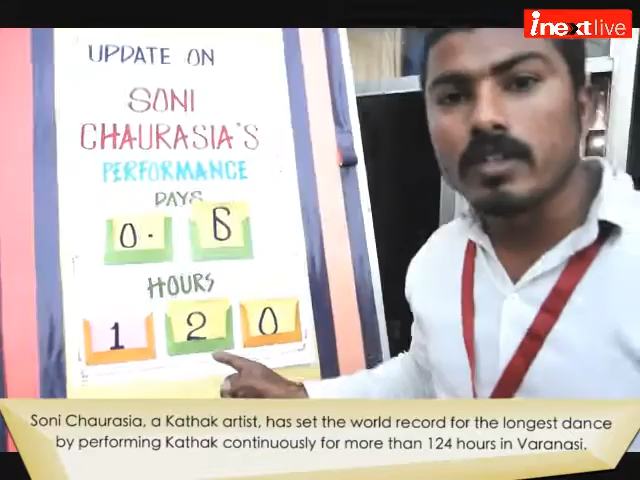 inextlive
UPDATE ON
SONI
CHAURASIA'S
PERFORMANCE
DAYS
0. 6
HOURS
1 2 0
Soni Chaurasia, a Kathak artist, has set the world record for the longest dance
by performing Kathak continuously for more than 124 hours in Varanasi.